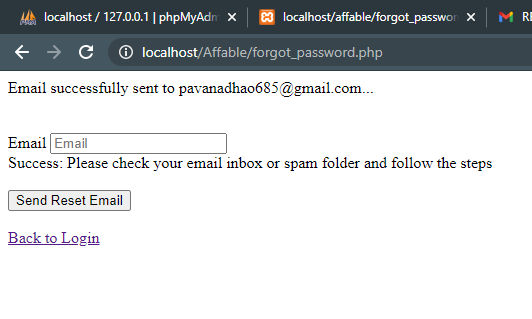 localhost / 127.0.0.1 | phpMyAdm
localhost/affable/forgot_passwor
localhost/Affable/forgot_password.php
Email successfully sent to pavanadhao685@gmail.com...
Email Email
Success: Please check your email inbox or spam folder and follow the steps
Send Reset Email
Back to Login